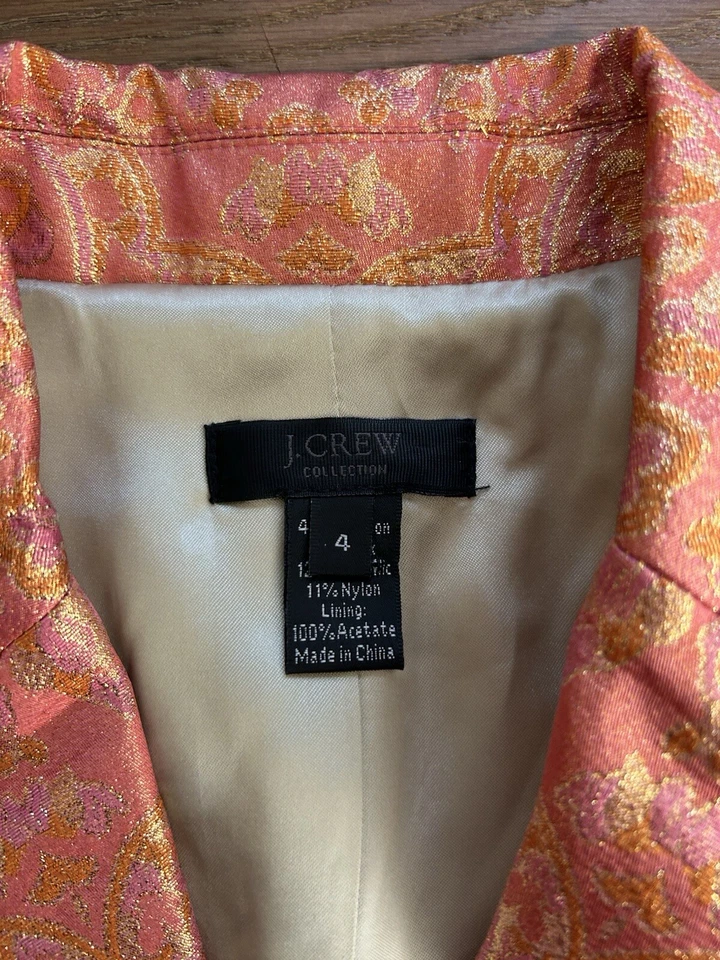 J.CREW
COLLECTION
4
11% Nylon
Lining:
100% Acetate
Made in China